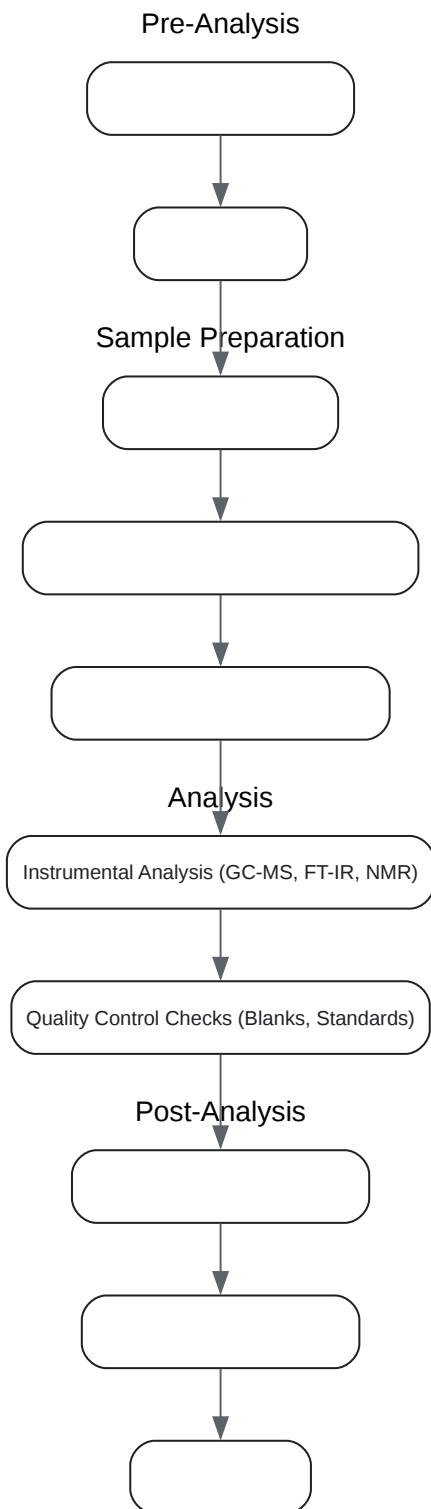 Pre-Analysis
Sample Preparation
Analysis
Instrumental Analysis (GC-MS, FT-IR, NMR)
Quality Control Checks (Blanks, Standards)
Post-Analysis